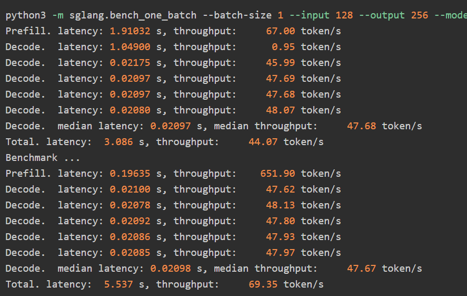 python3 -m sglang.bench_one_batch --batch-size 1 --input 128 --output 256 --mode
Prefill. latency: 1.91032 s, throughput: 67.00 token/s
Decode. latency: 1.04900 s, throughput: 0.95 token/s
Decode. latency: 0.02175 s, throughput: 45.99 token/s
Decode. latency: 0.02097 s, throughput: 47.69 token/s
Decode. latency: 0.02097 s, throughput: 47.68 token/s
Decode. latency: 0.02080 s, throughput: 48.07 token/s
Decode. median latency: 0.02097 s, median throughput: 47.68 token/s
Total. latency: 3.086 s, throughput: 44.07 token/s
Benchmark ...
Prefill. latency: 0.19635 s, throughput: 651.90 token/s
Decode. latency: 0.02100 s, throughput: 47.62 token/s
Decode. latency: 0.02078 s, throughput: 48.13 token/s
Decode. latency: 0.02092 s, throughput: 47.80 token/s
Decode. latency: 0.02086 s, throughput: 47.93 token/s
Decode. latency: 0.02085 s, throughput: 47.97 token/s
Decode. median latency: 0.02098 s, median throughput: 47.67 token/s
Total. latency: 5.537 s, throughput: 69.35 token/s